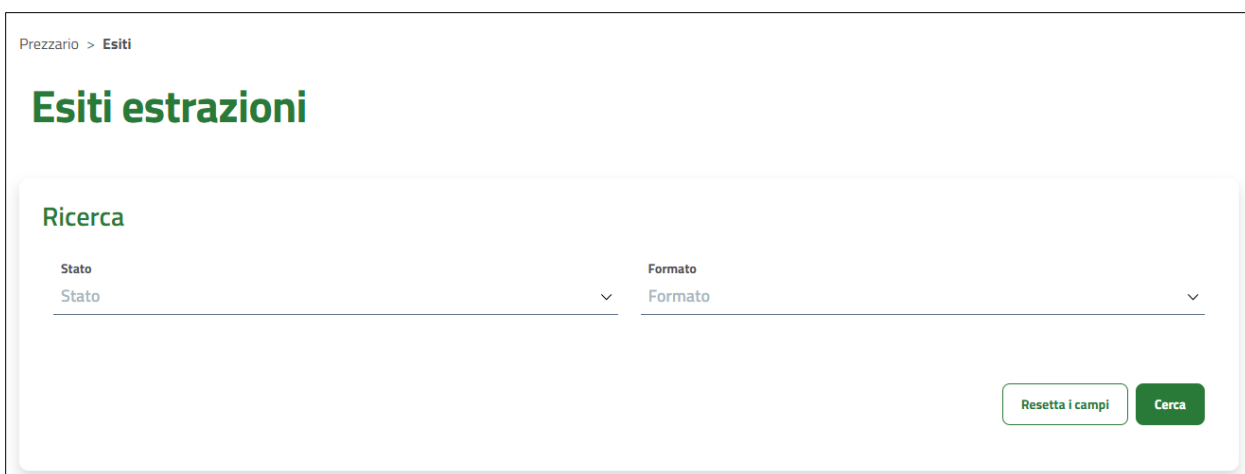 Prezzario > Esiti
Esiti estrazioni
Ricerca
Stato Formato
Stato Formato
Resetta i campi Cerca